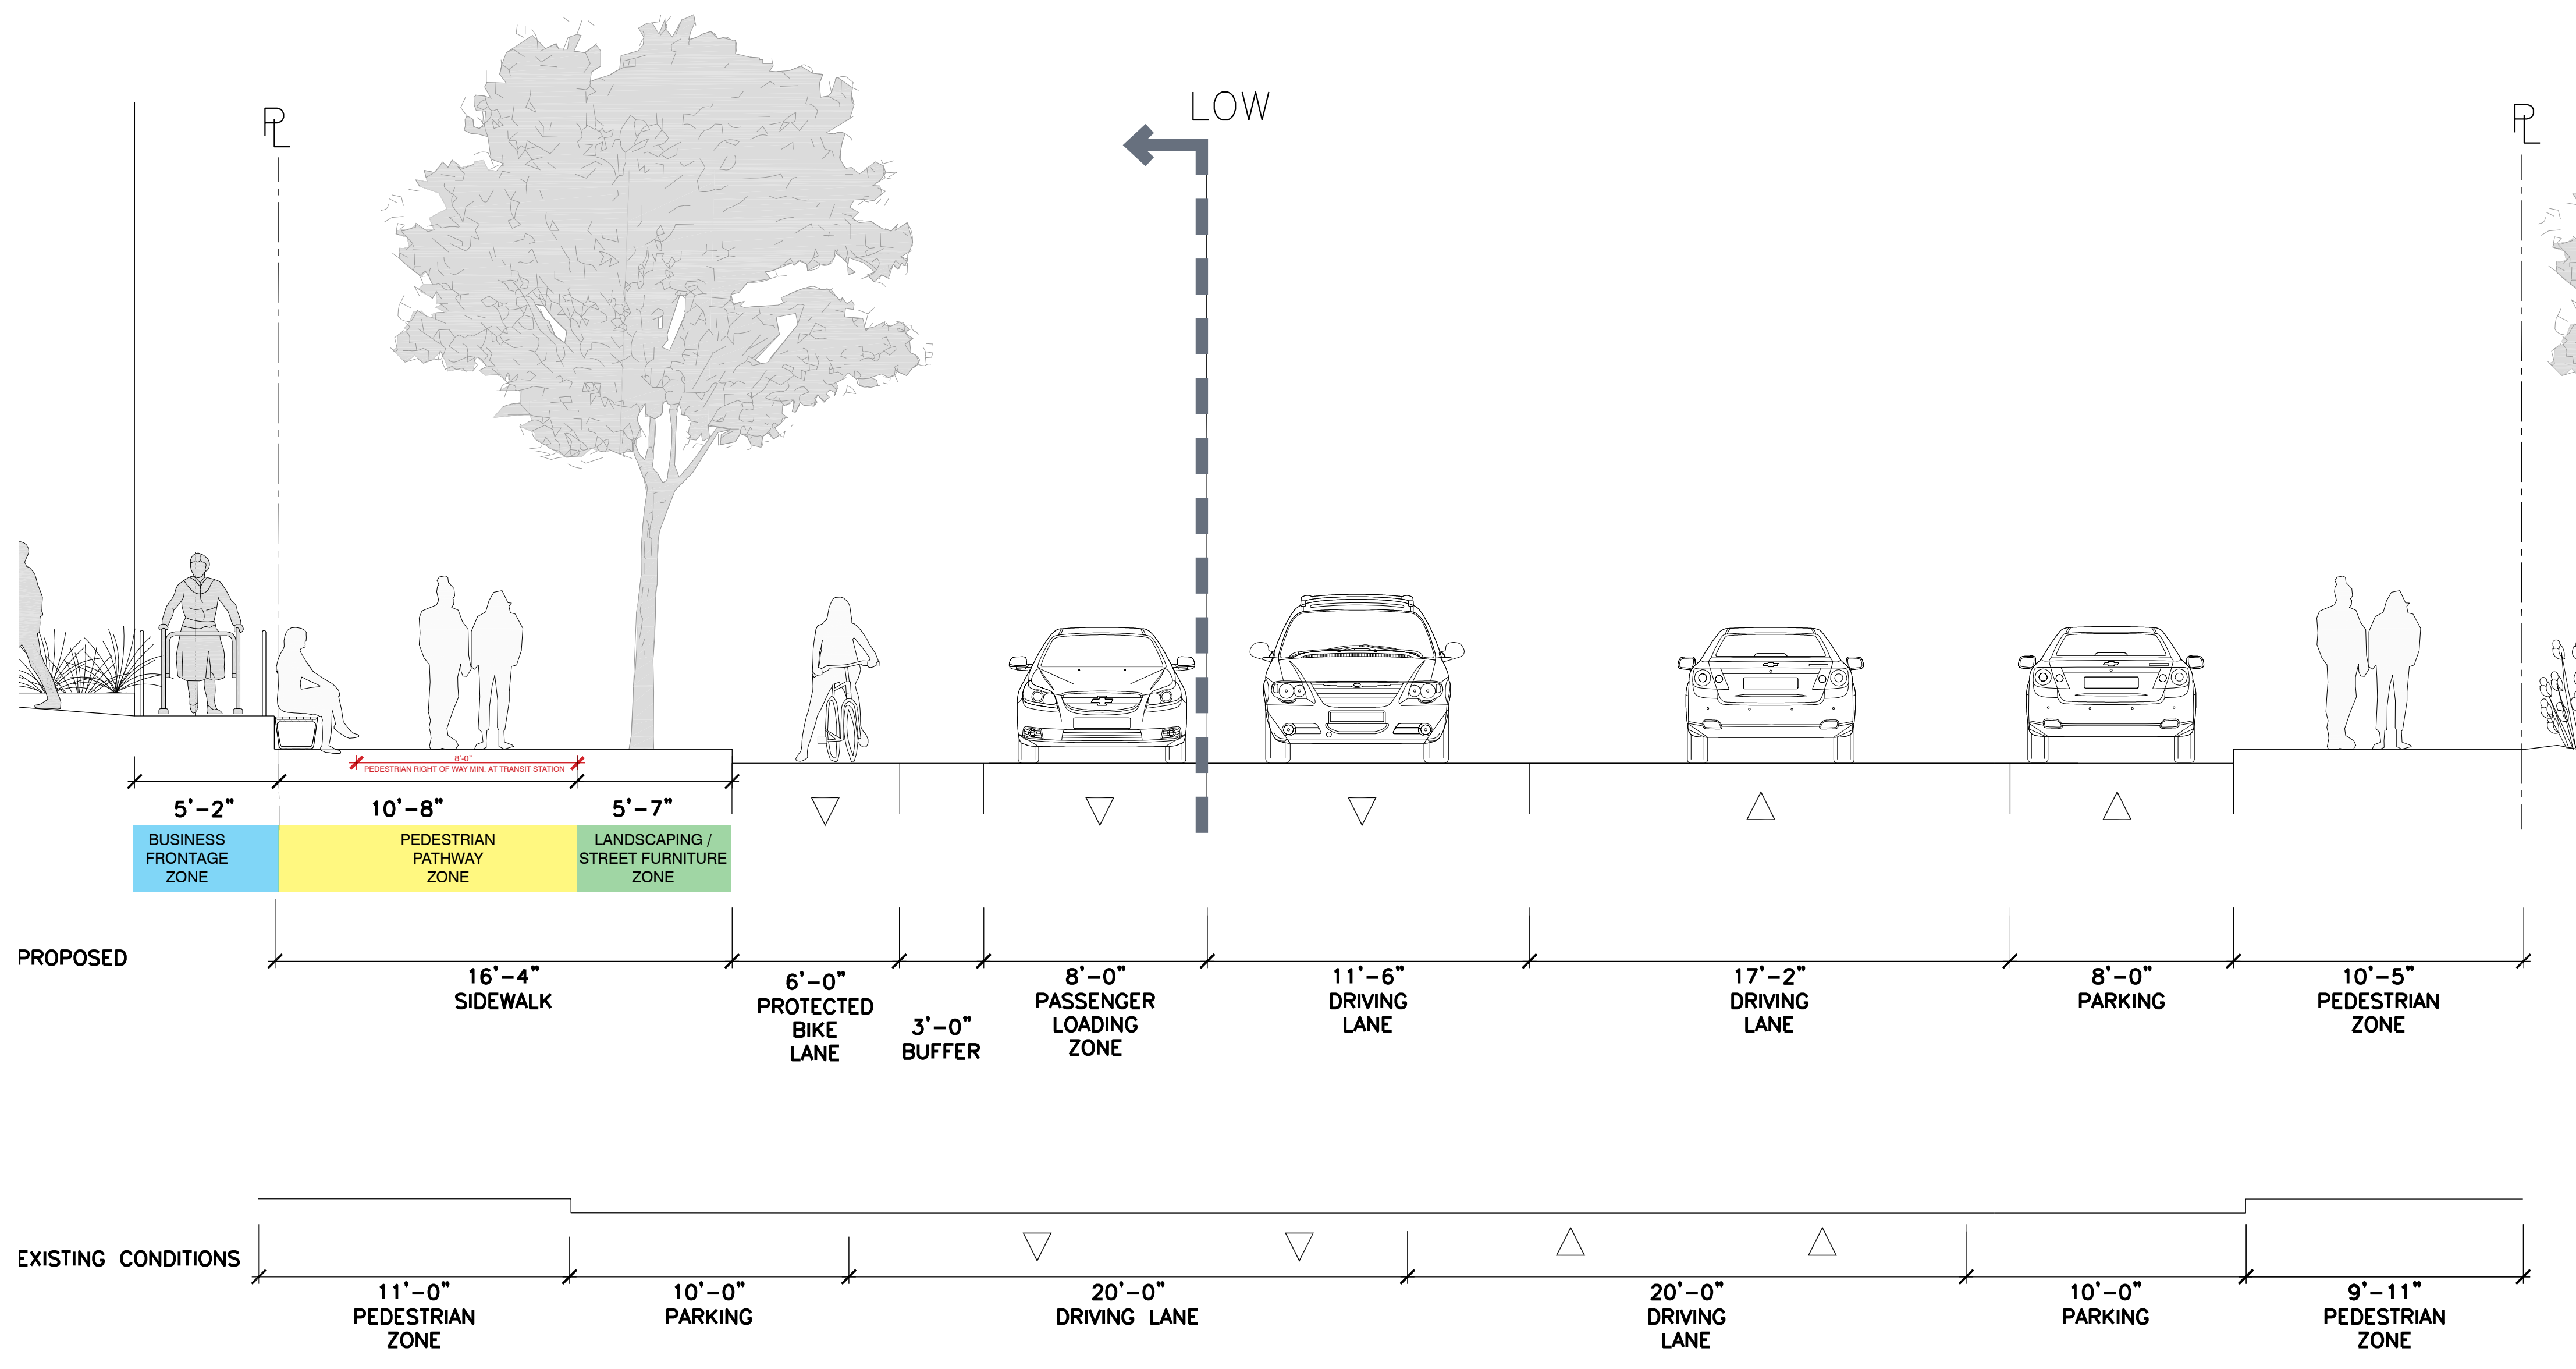 PL
LOW
PL
8'-0"
PEDESTRIAN RIGHT OF WAY MIN. AT TRANSIT STATION
5'-2"
10'-8"
5'-7"
BUSINESS
FRONTAGE
ZONE
PEDESTRIAN
PATHWAY
ZONE
LANDSCAPING /
STREET FURNITURE
ZONE
PROPOSED
16'-4"
SIDEWALK
6'-0"
PROTECTED
BIKE
LANE
3'-0"
BUFFER
8'-0"
PASSENGER
LOADING
ZONE
11'-6"
DRIVING
LANE
17'-2"
DRIVING
LANE
8'-0"
PARKING
10'-5"
PEDESTRIAN
ZONE
EXISTING CONDITIONS
11'-0"
PEDESTRIAN
ZONE
10'-0"
PARKING
20'-0"
DRIVING LANE
20'-0"
DRIVING
LANE
10'-0"
PARKING
9'-11"
PEDESTRIAN
ZONE